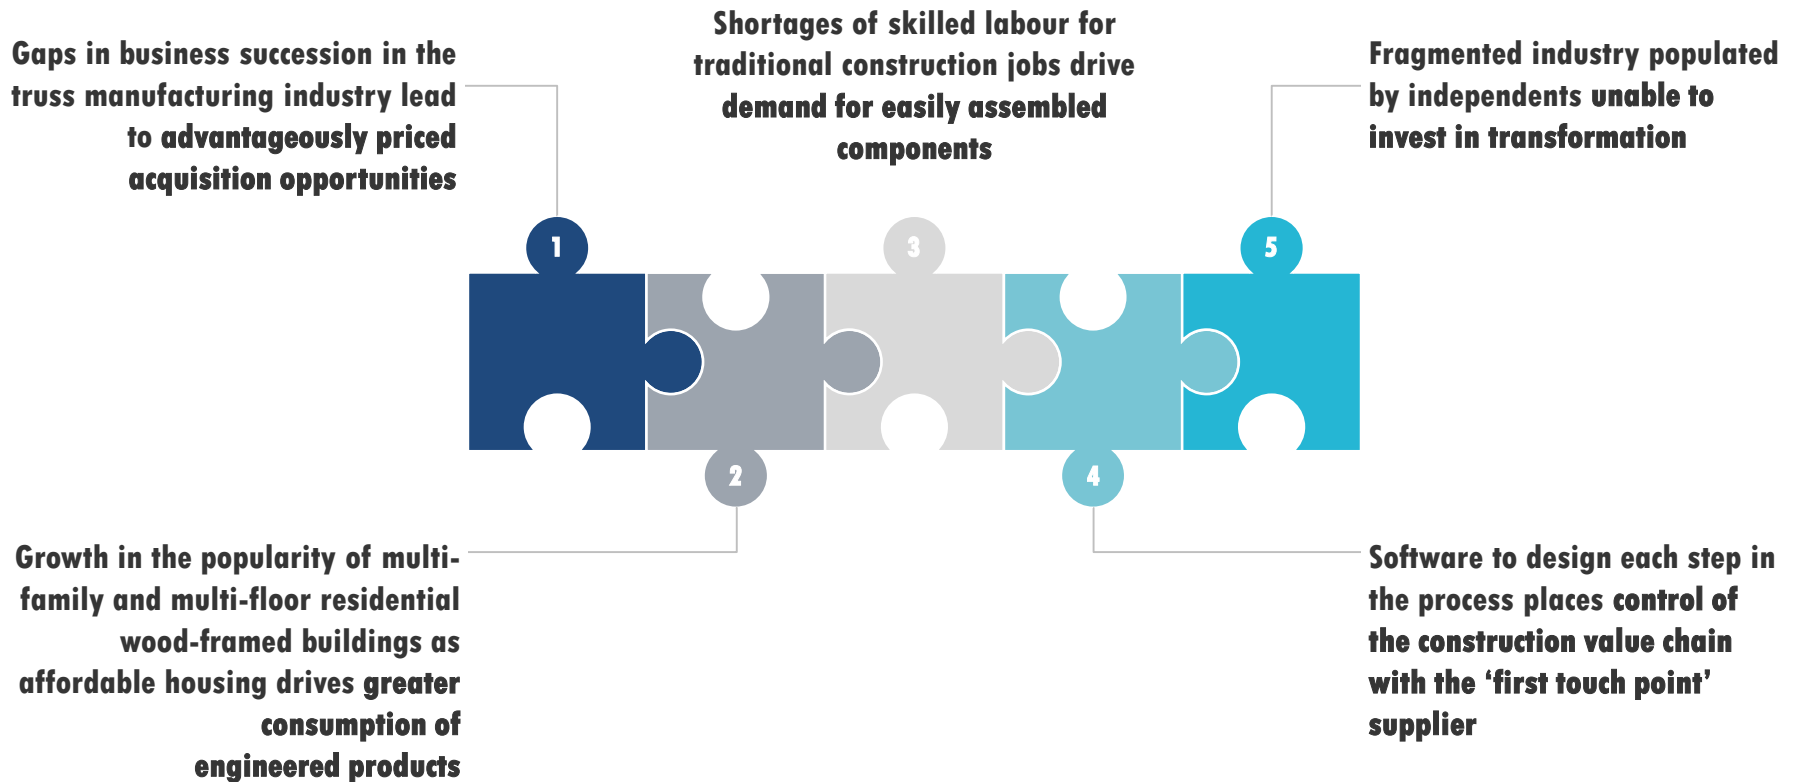 Gaps in business succession in the
truss manufacturing industry lead
to advantageously priced
acquisition opportunities
Shortages of skilled labour for
traditional construction jobs drive
demand for easily assembled
components
Fragmented industry populated
by independents unable to
invest in transformation
1
3
5
2
4
Growth in the popularity of multi-
family and multi-floor residential
wood-framed buildings as
affordable housing drives greater
consumption of
engineered products
Software to design each step in
the process places control of
the construction value chain
with the ‘first touch point’
supplier